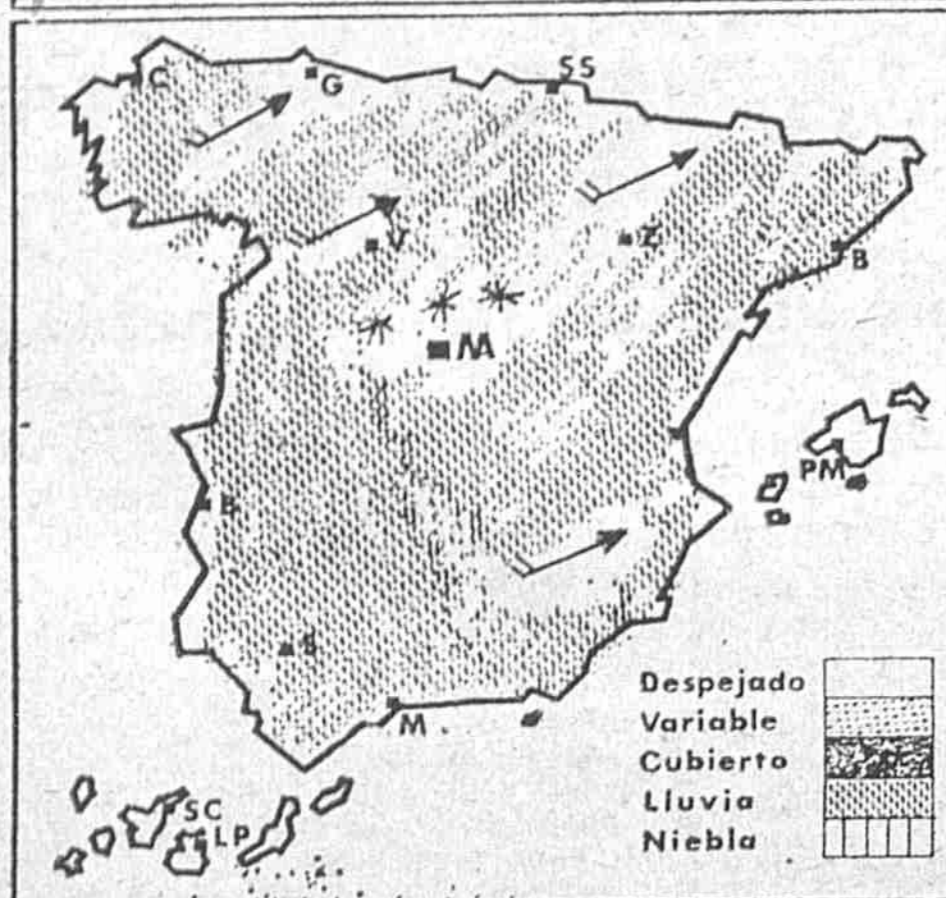 C
G
SS
V
Z
B
M
PM
B
S
M
SC
LP
Despejado
Variable
Cubierto
Lluvia
Niebla